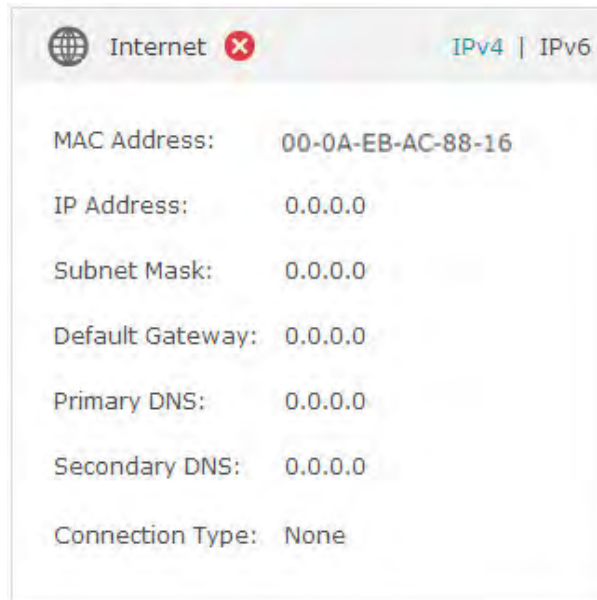 Internet IPv4 | IPv6
MAC Address: 00-0A-EB-AC-88-16
IP Address: 0.0.0.0
Subnet Mask: 0.0.0.0
Default Gateway: 0.0.0.0
Primary DNS: 0.0.0.0
Secondary DNS: 0.0.0.0
Connection Type: None